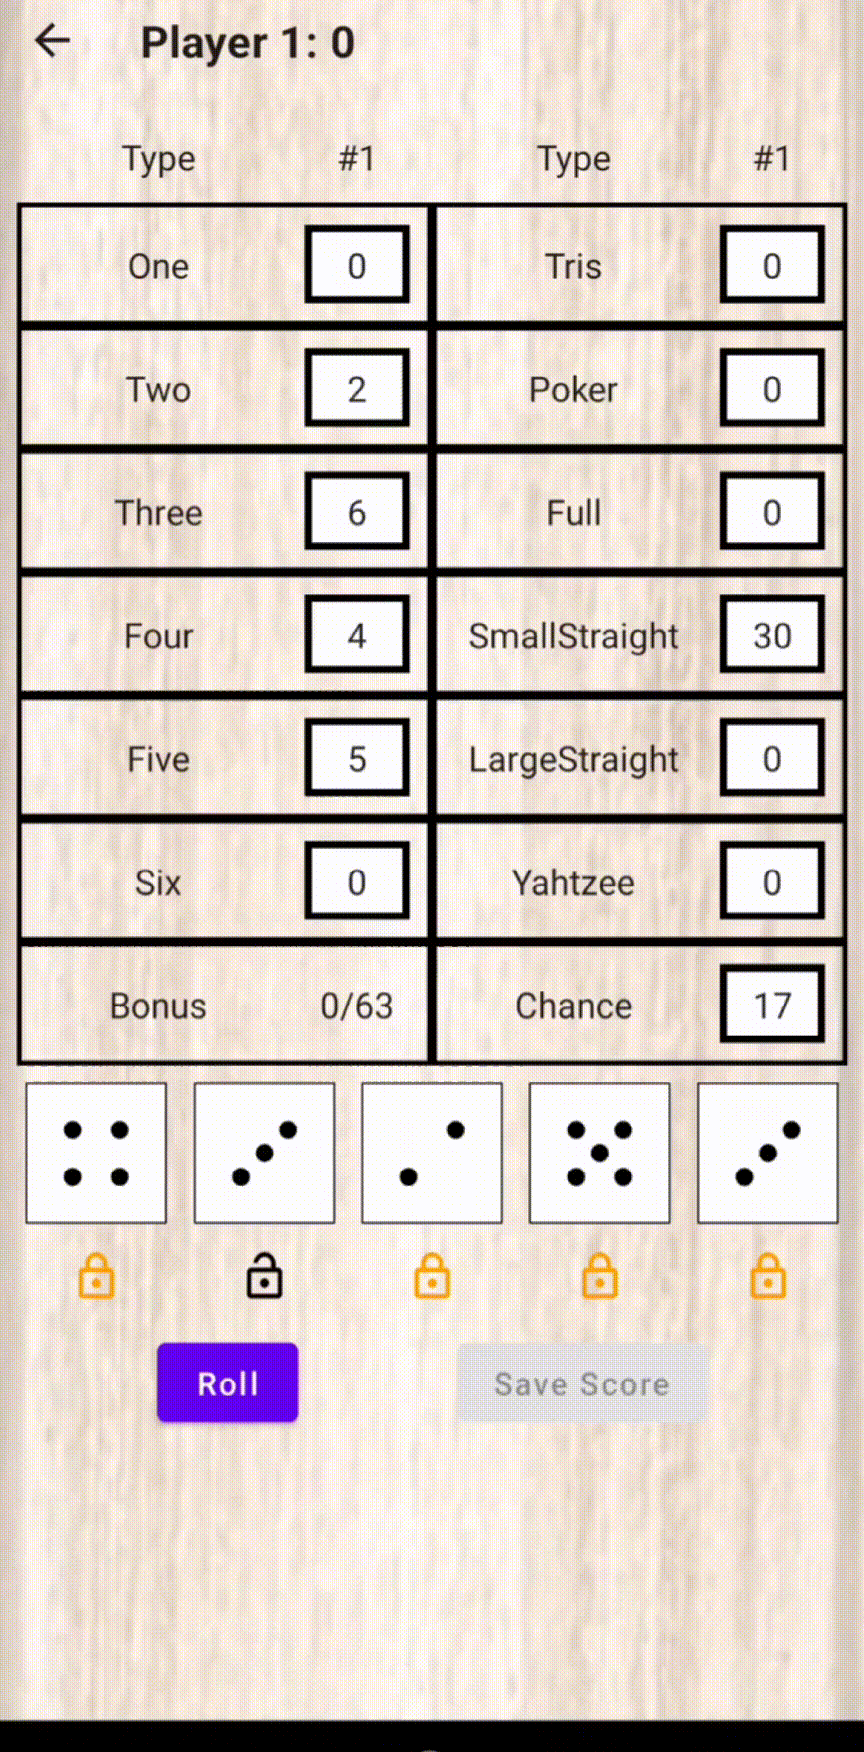 Player 1: 0
Type #1 Type #1
One 0 Tris 0
Two 2 Poker 0
Three 6 Full 0
Four 4 SmallStraight 30
Five 5 LargeStraight 0
Six 0 Yahtzee 0
Bonus 0/63 Chance 17
Roll Save Score